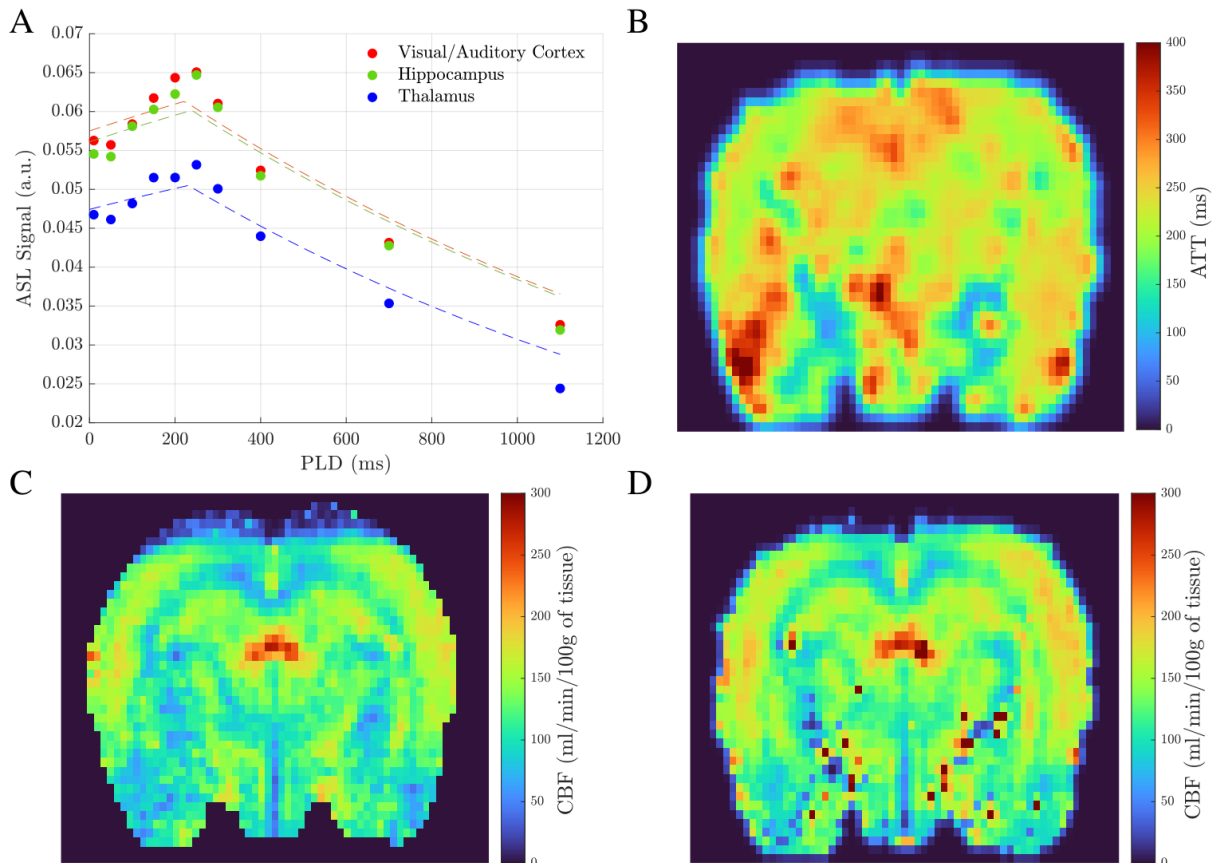 A
ASL Signal (a.u.)
0.07
0.065
0.06
0.055
0.05
0.045
0.04
0.035
0.03
0.025
0.02
Visual/Auditory Cortex
Hippocampus
Thalamus
0 200 400 600 800 1000 1200
PLD (ms)
B
400
350
300
250
200
150
100
50
0
ATT (ms)
C
300
250
200
150
100
50
0
CBF (ml/min/100g of tissue)
D
300
250
200
150
100
50
0
CBF (ml/min/100g of tissue)